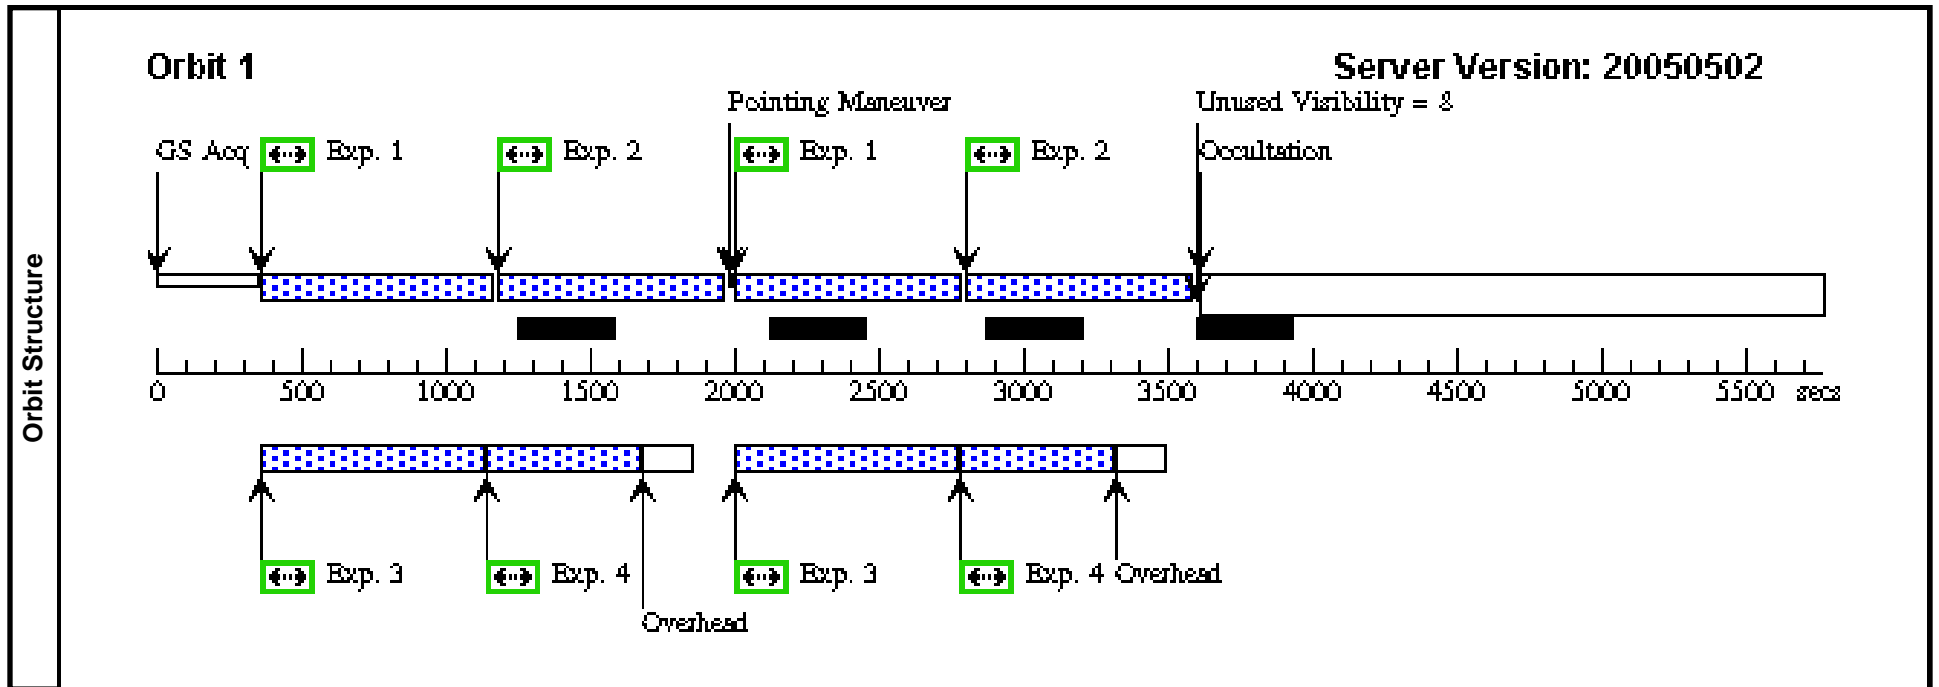 Orbit 1
Server Version: 20050502
Pointing Maneuver
Unused Visibility = 8
GS Acq
Exp. 1
Exp. 2
Exp. 1
Exp. 2
Occultation
Orbit Structure
0 500 1000 1500 2000 2500 3000 3500 4000 4500 5000 5500 secs
Exp. 3
Exp. 4
Exp. 3
Exp. 4
Overhead
Overhead